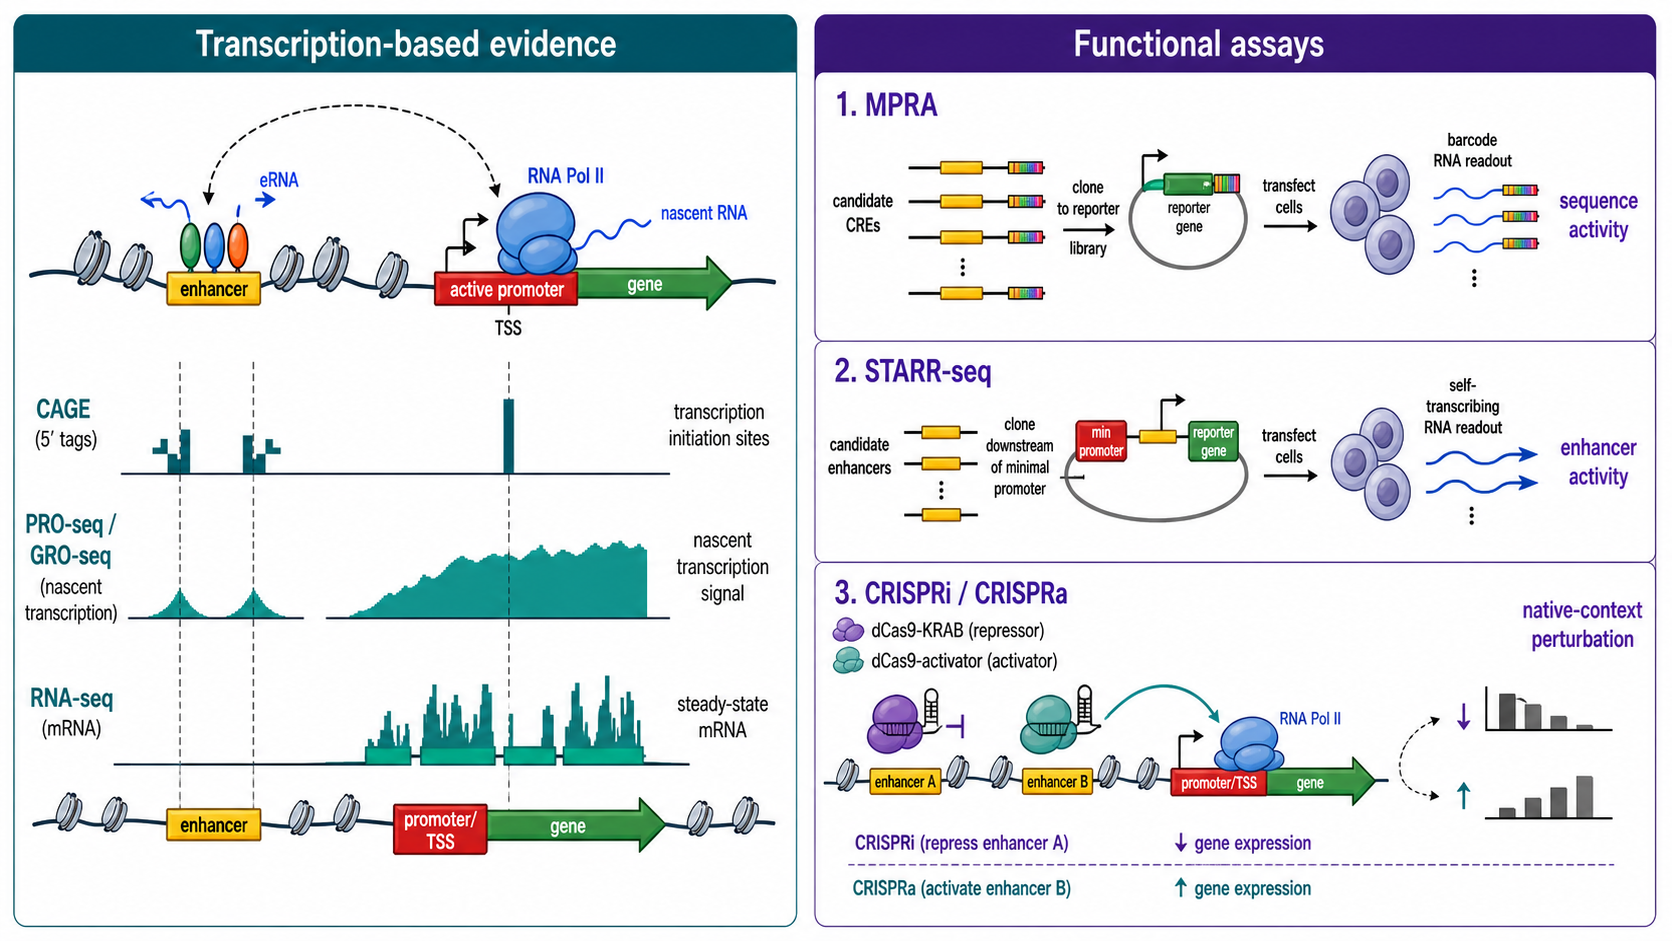 Transcription-based evidence
eRNA
RNA Pol II
nascent RNA
enhancer
active promoter
gene
TSS
CAGE
(5′ tags)
transcription
initiation sites
PRO-seq /
GRO-seq
(nascent
transcription)
nascent
transcription
signal
RNA-seq
(mRNA)
steady-state
mRNA
enhancer
promoter/
TSS
gene
Functional assays
1. MPRA
candidate
CREs
clone
to reporter
library
reporter
gene
transfect
cells
barcode
RNA readout
sequence
activity
2. STARR-seq
candidate
enhancers
clone
downstream
of minimal
promoter
min
promoter
reporter
gene
transfect
cells
self-
transcribing
RNA readout
enhancer
activity
3. CRISPRi / CRISPRa
dCas9-KRAB (repressor)
dCas9-activator (activator)
native-context
perturbation
RNA Pol II
enhancer A
enhancer B
promoter/TSS
gene
CRISPRi (repress enhancer A)
↓ gene expression
CRISPRa (activate enhancer B)
↑ gene expression